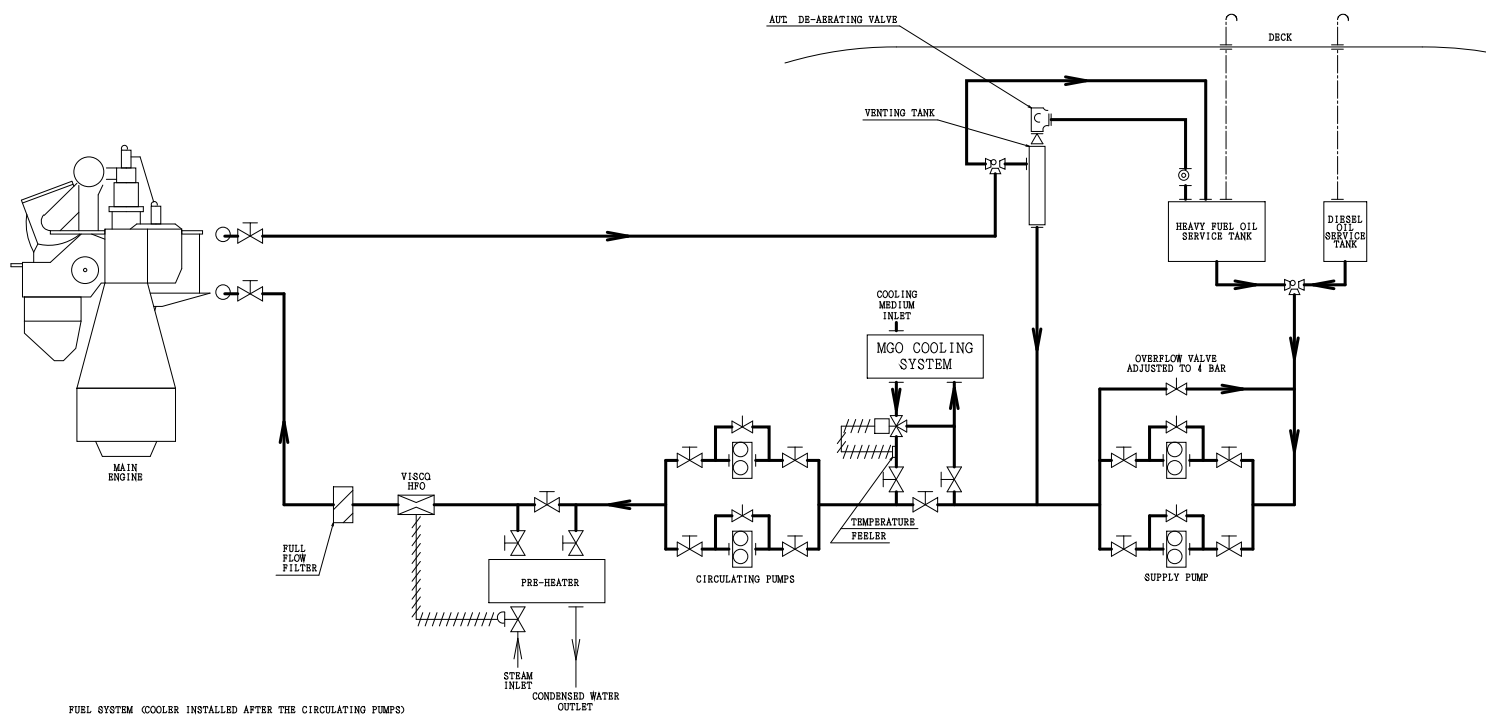 AUT. DE-AERATING VALVE
DECK
VENTING TANK
HEAVY FUEL OIL
SERVICE TANK
DIESEL
OIL
SERVICE
TANK
COOLING
MEDIUM
INLET
MGO COOLING
SYSTEM
OVERFLOW VALVE
ADJUSTED TO 4 BAR
MAIN
ENGINE
VISCO
HFO
TEMPERATURE
FEELER
FULL
FLOW
FILTER
PRE-HEATER
CIRCULATING PUMPS
SUPPLY PUMP
STEAM
INLET
CONDENSED WATER
OUTLET
FUEL SYSTEM (COOLER INSTALLED AFTER THE CIRCULATING PUMPS)